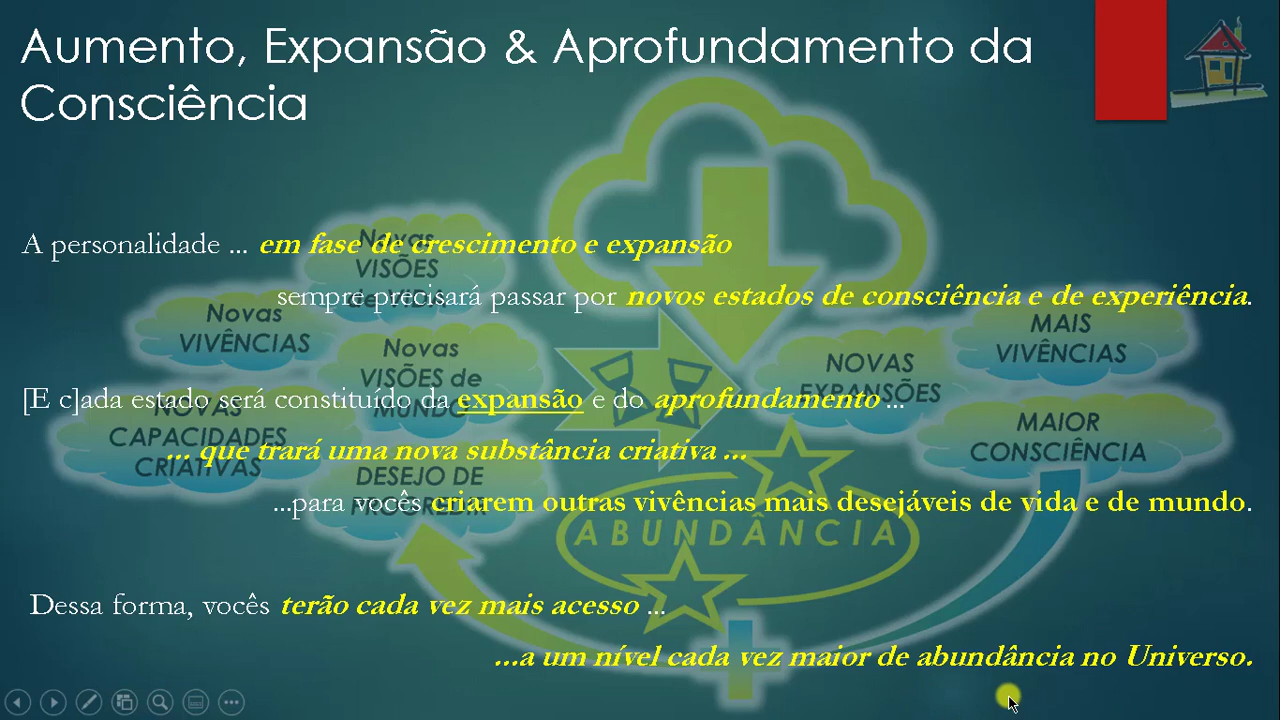 Aumento, Expansão & Aprofundamento da
Consciência
A personalidade ... em fase de crescimento e expansão
sempre precisará passar por novos estados de consciência e de experiência.
[E c]ada estado será constituído da expansão e do aprofundamento ...
... que trará uma nova substância criativa ...
...para vocês criarem outras vivências mais desejáveis de vida e de mundo.
Dessa forma, vocês terão cada vez mais acesso ...
...a um nível cada vez maior de abundância no Universo.
Novas
VISÕES
de VIDA
Novas
VIVÊNCIAS
Novas
VISÕES de
MUNDO
NOVAS
CAPACIDADES
CRIATIVAS
DESEJO DE
PROGREDIR
NOVAS
EXPANSÕES
MAIS
VIVÊNCIAS
MAIOR
CONSCIÊNCIA
ABUNDÂNCIA